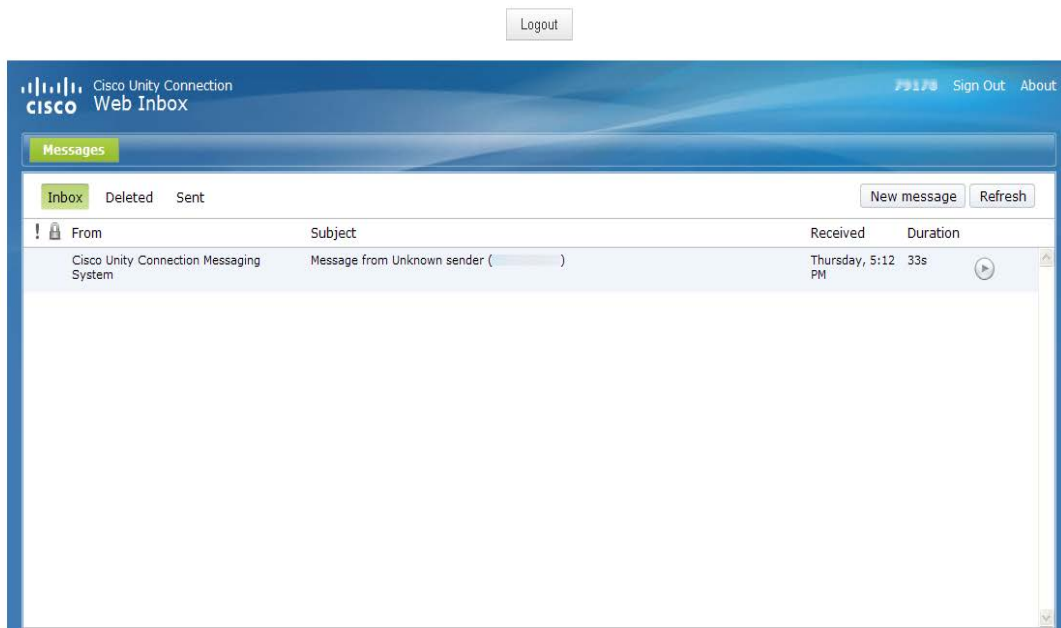 Logout
Cisco Unity Connection
CISCO Web Inbox
Sign Out About
Messages
Inbox Deleted Sent New message Refresh
! From Subject Received Duration
Cisco Unity Connection Messaging System Message from Unknown sender ( ) Thursday, 5:12 PM 33s